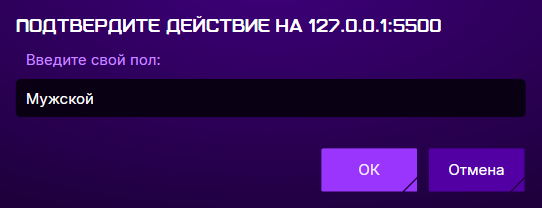 ПОДТВЕРДИТЕ ДЕЙСТВИЕ НА 127.0.0.1:5500
Введите свой пол:
Мужской
ОК Отмена